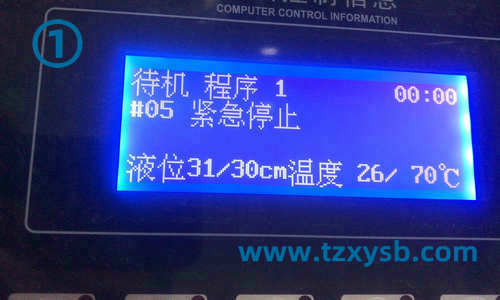 COMPUTER CONTROL INFORMATION
①
待机 程序 1 00:00
#05 紧急停止
液位31/30cm温度 26/ 70℃
www.tzxysb.com